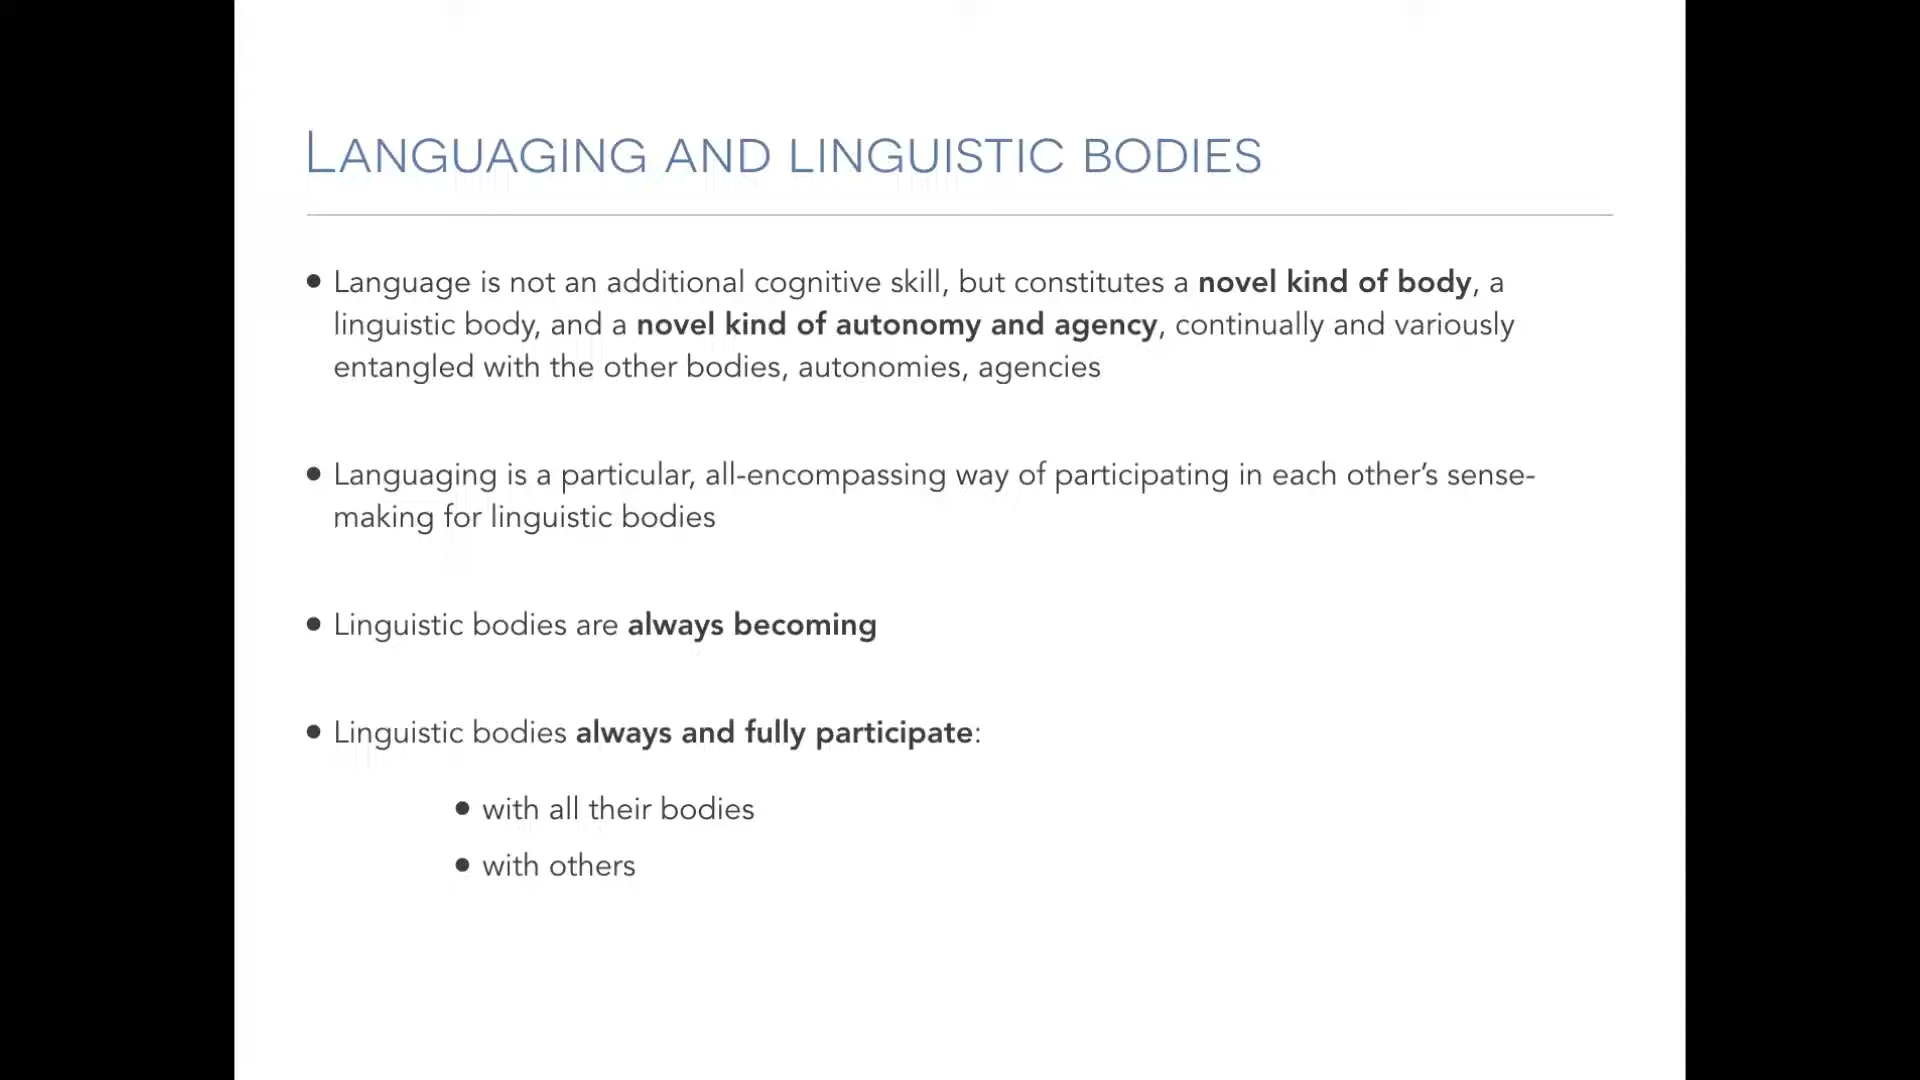 Languaging and linguistic bodies
• Language is not an additional cognitive skill, but constitutes a novel kind of body, a
linguistic body, and a novel kind of autonomy and agency, continually and variously
entangled with the other bodies, autonomies, agencies
• Languaging is a particular, all-encompassing way of participating in each other’s sense-
making for linguistic bodies
• Linguistic bodies are always becoming
• Linguistic bodies always and fully participate:
• with all their bodies
• with others